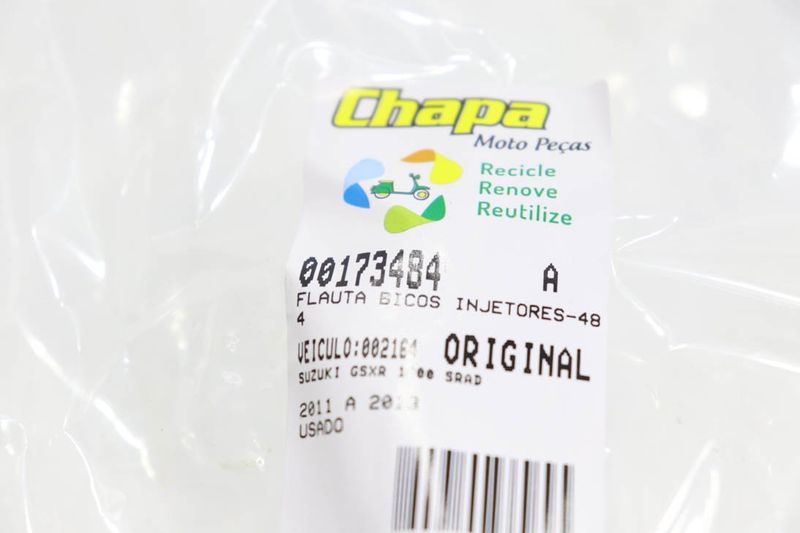 Chapa
Moto Peças
Recicle
Renove
Reutilize
00173484 A
FLAUTA BICOS INJETORES-48
4
VEICULO:002164 ORIGINAL
SUZUKI GSXR 1000 SRAD
2011 A 2013
USADO